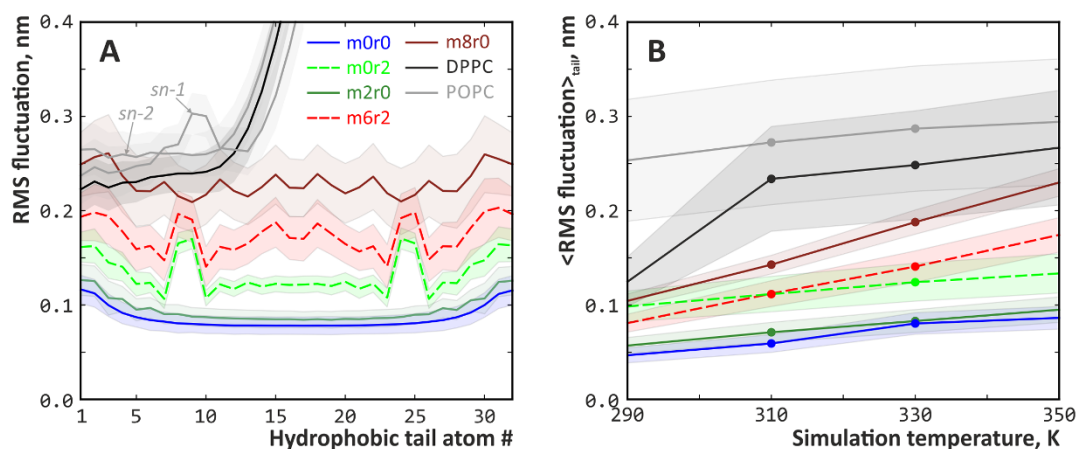 A
RMS fluctuation, nm
0.4
0.3
0.2
0.1
0.0
sn-1
sn-2
m0r0
m0r2
m2r0
m6r2
m8r0
DPPC
POPC
1 5 10 15 20 25 30
Hydrophobic tail atom #
B
<RMS fluctuation>tail, nm
0.4
0.3
0.2
0.1
0.0
290 310 330 350
Simulation temperature, K